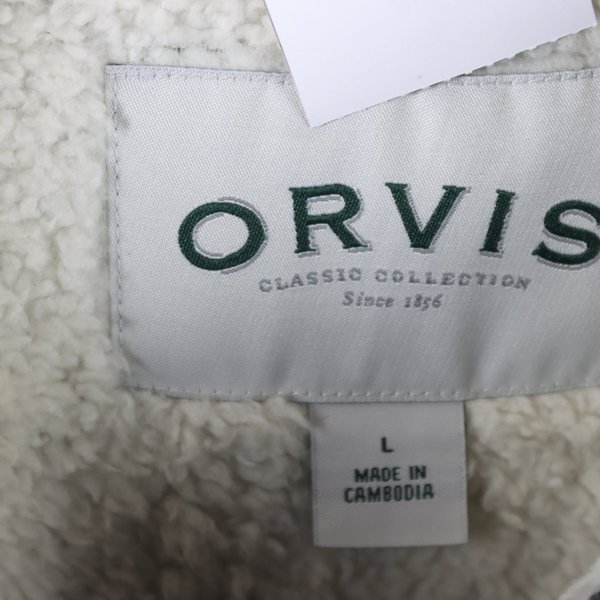 ORVIS
CLASSIC COLLECTION
Since 1856
L
MADE IN
CAMBODIA